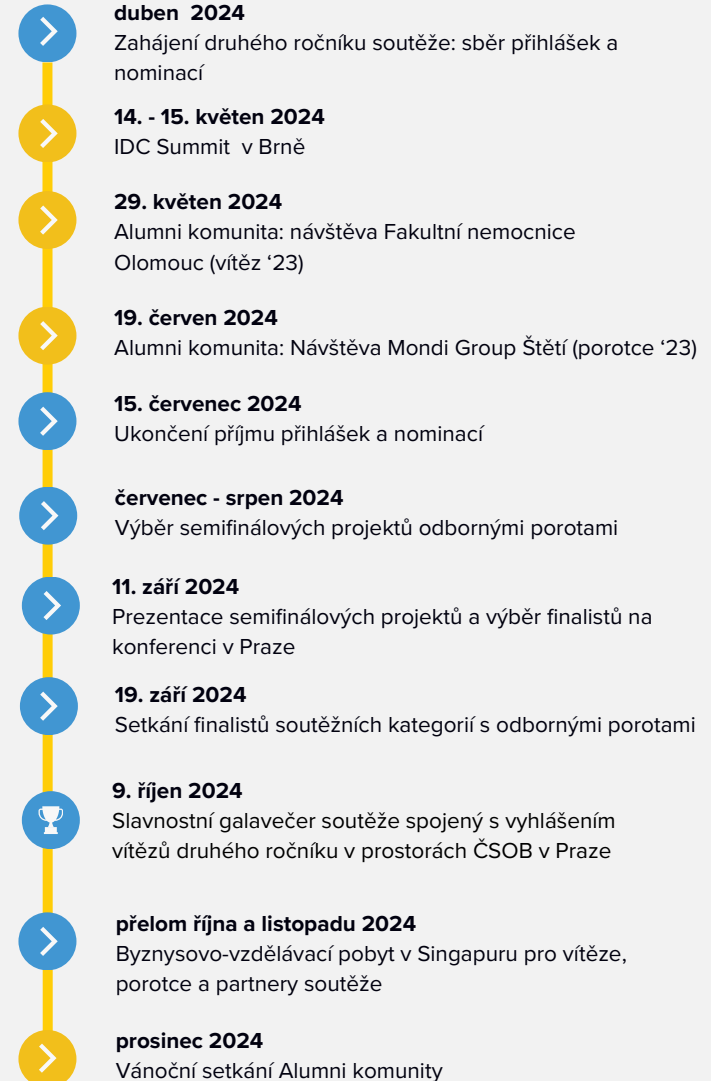 duben  2024
Zahájení druhého ročníku soutěže: sběr přihlášek a
nominací
14. - 15. květen 2024
IDC Summit  v Brně
29. květen 2024
Alumni komunita: návštěva Fakultní nemocnice
Olomouc (vítěz ‘23)
19. červen 2024
Alumni komunita: Návštěva Mondi Group Štětí (porotce ‘23)
15. červenec 2024
Ukončení příjmu přihlášek a nominací
červenec - srpen 2024
Výběr semifinálových projektů odbornými porotami
11. září 2024
Prezentace semifinálových projektů a výběr finalistů na
konferenci v Praze
19. září 2024
Setkání finalistů soutěžních kategorií s odbornými porotami
9. říjen 2024
Slavnostní galavečer soutěže spojený s vyhlášením
vítězů druhého ročníku v prostorách ČSOB v Praze
přelom října a listopadu 2024
Byznysovo-vzdělávací pobyt v Singapuru pro vítěze,
porotce a partnery soutěže
prosinec 2024
Vánoční setkání Alumni komunity